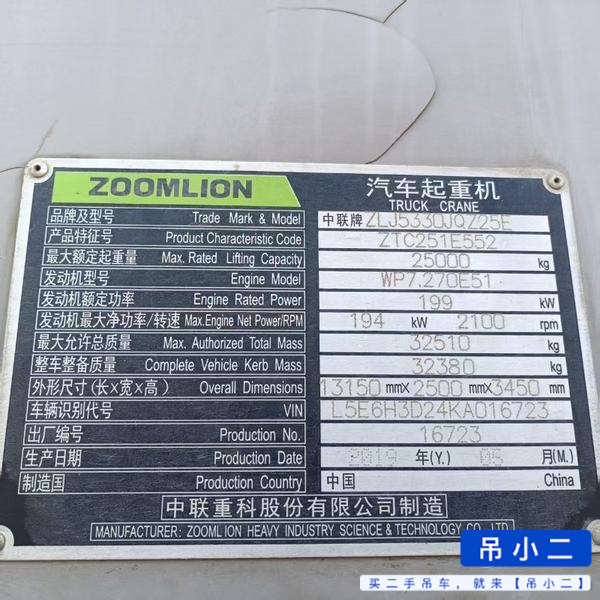 ZOOMLION 汽车起重机
TRUCK CRANE
品牌及型号 Trade Mark & Model 中联牌 ZLJ5330JQZ25E
产品特征号 Product Characteristic Code ZTC251E552
最大额定起重量 Max. Rated Lifting Capacity 25000 kg
发动机型号 Engine Model WP7.270E51
发动机额定功率 Engine Rated Power 199 kW
发动机最大净功率/转速 Max.Engine Net Power/RPM 194 kW 2100 rpm
最大允许总质量 Max. Authorized Total Mass 32510 kg
整车整备质量 Complete Vehicle Kerb Mass 32380 kg
外形尺寸(长×宽×高) Overall Dimensions 13150 mm× 2500 mm× 3450 mm
车辆识别代号 VIN L5E6H3D24KA016723
出厂编号 Production No. 16723
生产日期 Production Date 2019 年(Y.) 05 月(M.)
制造国 Production Country 中国 China
中联重科股份有限公司制造
MANUFACTURER: ZOOMLION HEAVY INDUSTRY SCIENCE & TECHNOLOGY CO., LTD.
吊小二
买二手吊车,就来【吊小二】